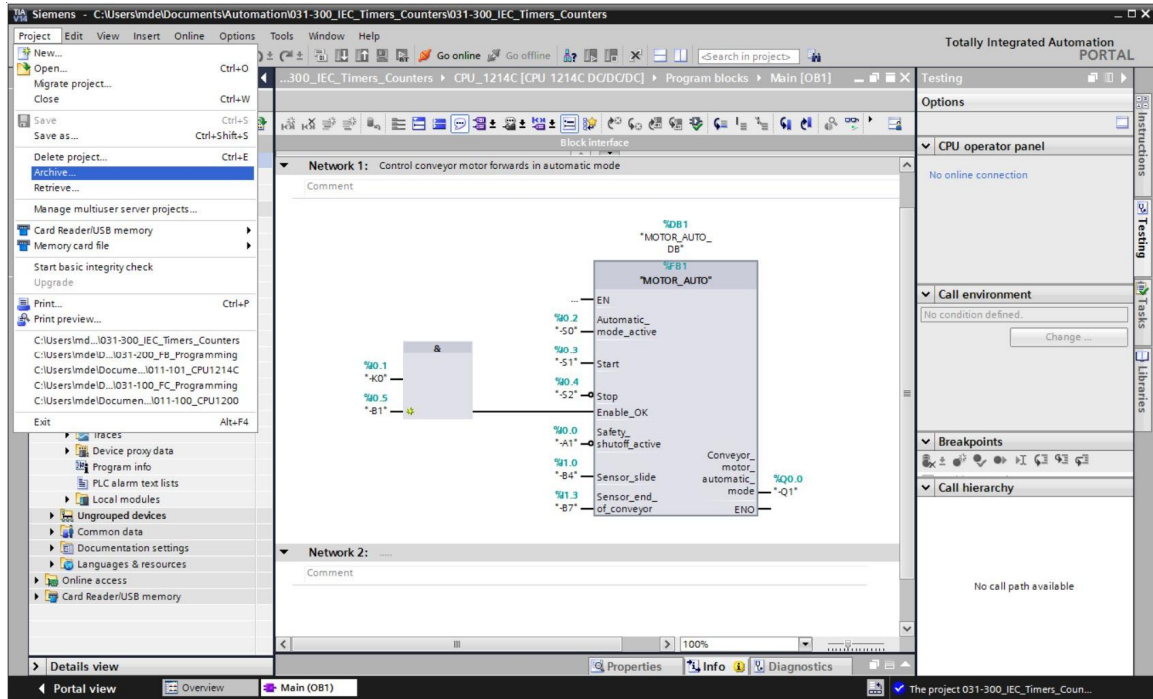 Siemens - C:\Users\mde\Documents\Automation\031-300_IEC_Timers_Counters\031-300_IEC_Timers_Counters
Project Edit View Insert Online Options Tools Window Help
Totally Integrated Automation
PORTAL
New...
Open... Ctrl+O
Migrate project...
Close Ctrl+W
Save Ctrl+S
Save as... Ctrl+Shift+S
Delete project... Ctrl+E
Archive...
Retrieve...
Manage multiuser server projects...
Card Reader/USB memory
Memory card file
Start basic integrity check
Upgrade
Print... Ctrl+P
Print preview...
C:\Users\md...\031-300_IEC_Timers_Counters
C:\Users\mde\D...\031-200_FB_Programming
C:\Users\mde\Docume...\011-101_CPU1214C
C:\Users\mde\D...\031-100_FC_Programming
C:\Users\mde\Documen...\011-100_CPU1200
Exit Alt+F4
Traces
Device proxy data
Program info
PLC alarm text lists
Local modules
Ungrouped devices
Common data
Documentation settings
Languages & resources
Online access
Card Reader/USB memory
Details view
Go online Go offline <Search in project>
...300_IEC_Timers_Counters CPU_1214C [CPU 1214C DC/DC/DC] Program blocks Main [OB1]
Block interface
Network 1: Control conveyor motor forwards in automatic mode
Comment
%DB1
"MOTOR_AUTO_
DB"
%FB1
"MOTOR_AUTO"
... EN
%I0.2
"-S0"
Automatic_
mode_active
%I0.3
"-S1" Start
%I0.4
"-S2" Stop
&
%I0.1
"-K0"
%I0.5
"-B1"
Enable_OK
%I0.0
"-A1"
Safety_
shutoff_active
%I1.0
"-B4" Sensor_slide
%I1.3
"-B7"
Sensor_end_
of_conveyor
Conveyor_
motor_
automatic_
mode
%Q0.0
"-Q1"
ENO
Network 2: .....
Comment
100%
Properties Info Diagnostics
Testing
Options
CPU operator panel
No online connection
Call environment
No condition defined.
Change ...
Breakpoints
Call hierarchy
No call path available
Instructions
Testing
Tasks
Libraries
Portal view Overview Main (OB1) The project 031-300_IEC_Timers_Coun...